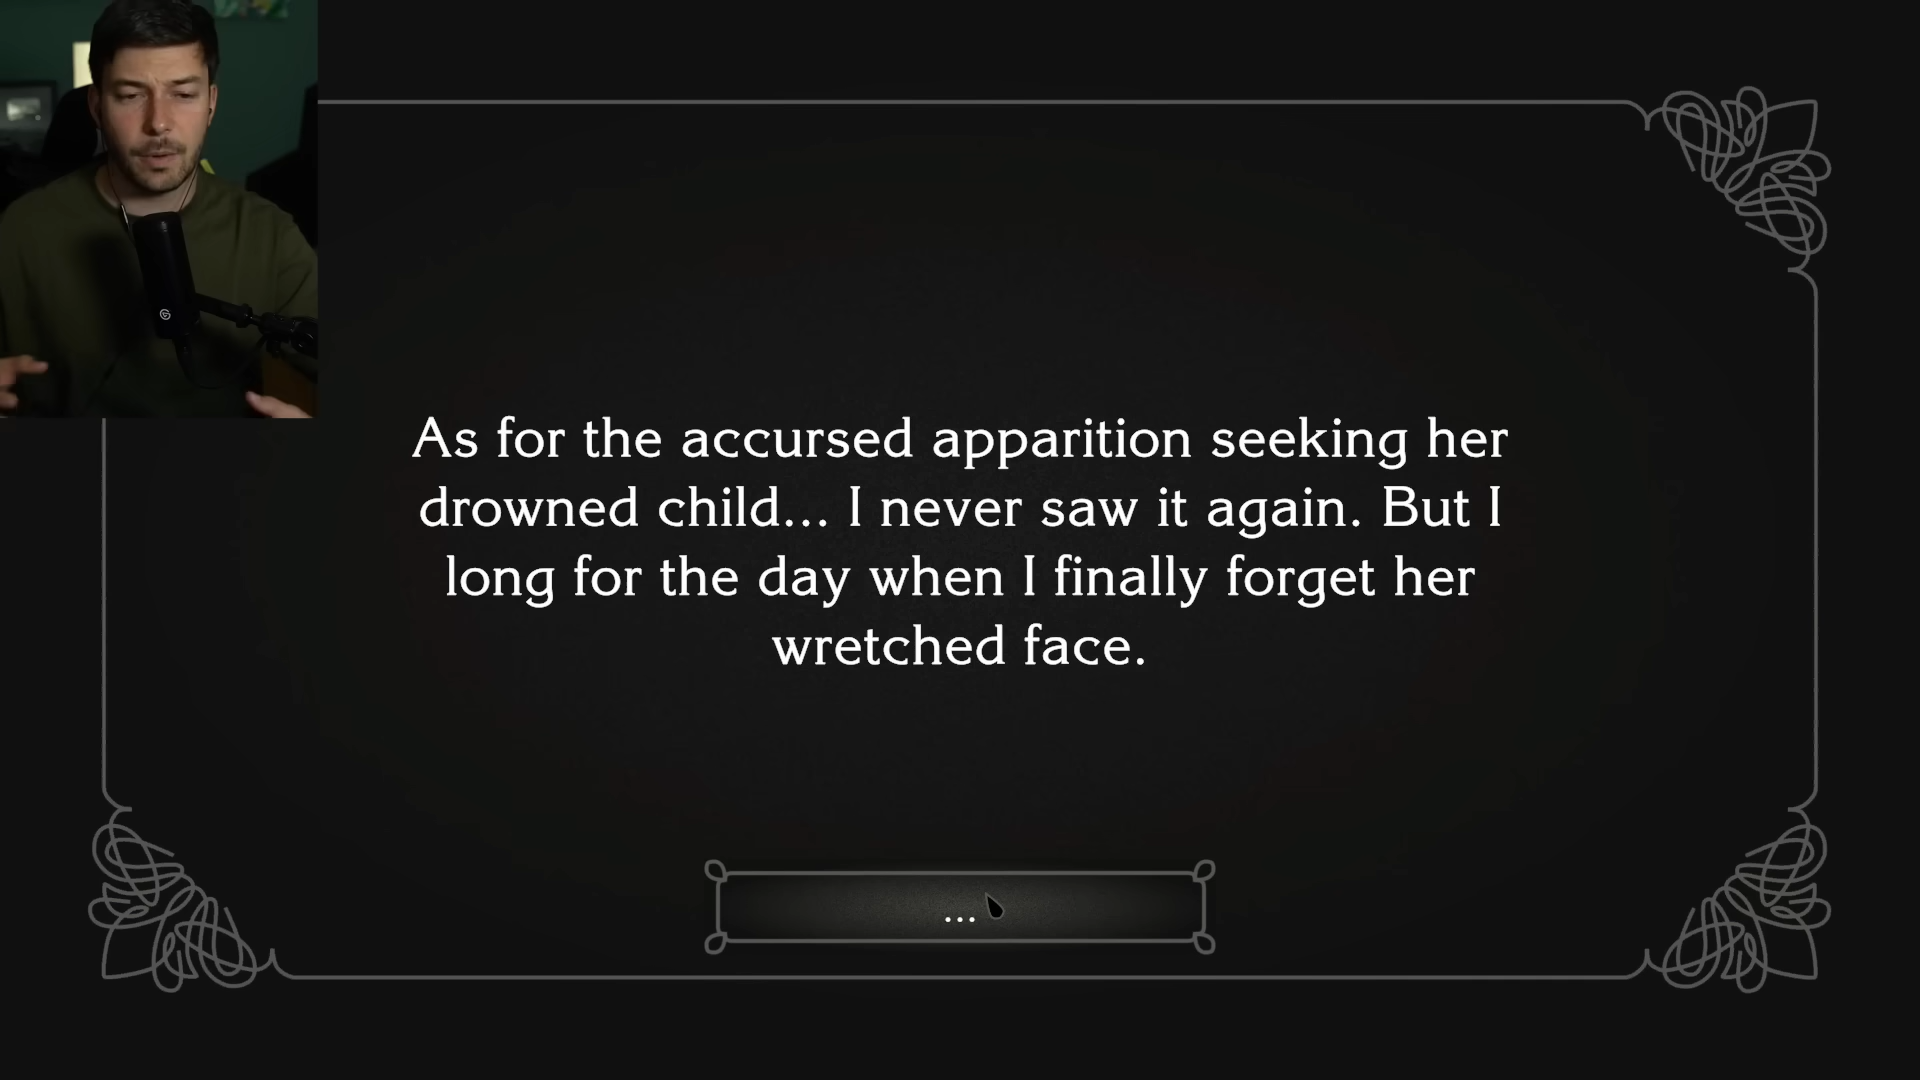 As for the accursed apparition seeking her
drowned child... I never saw it again. But I
long for the day when I finally forget her
wretched face.
...